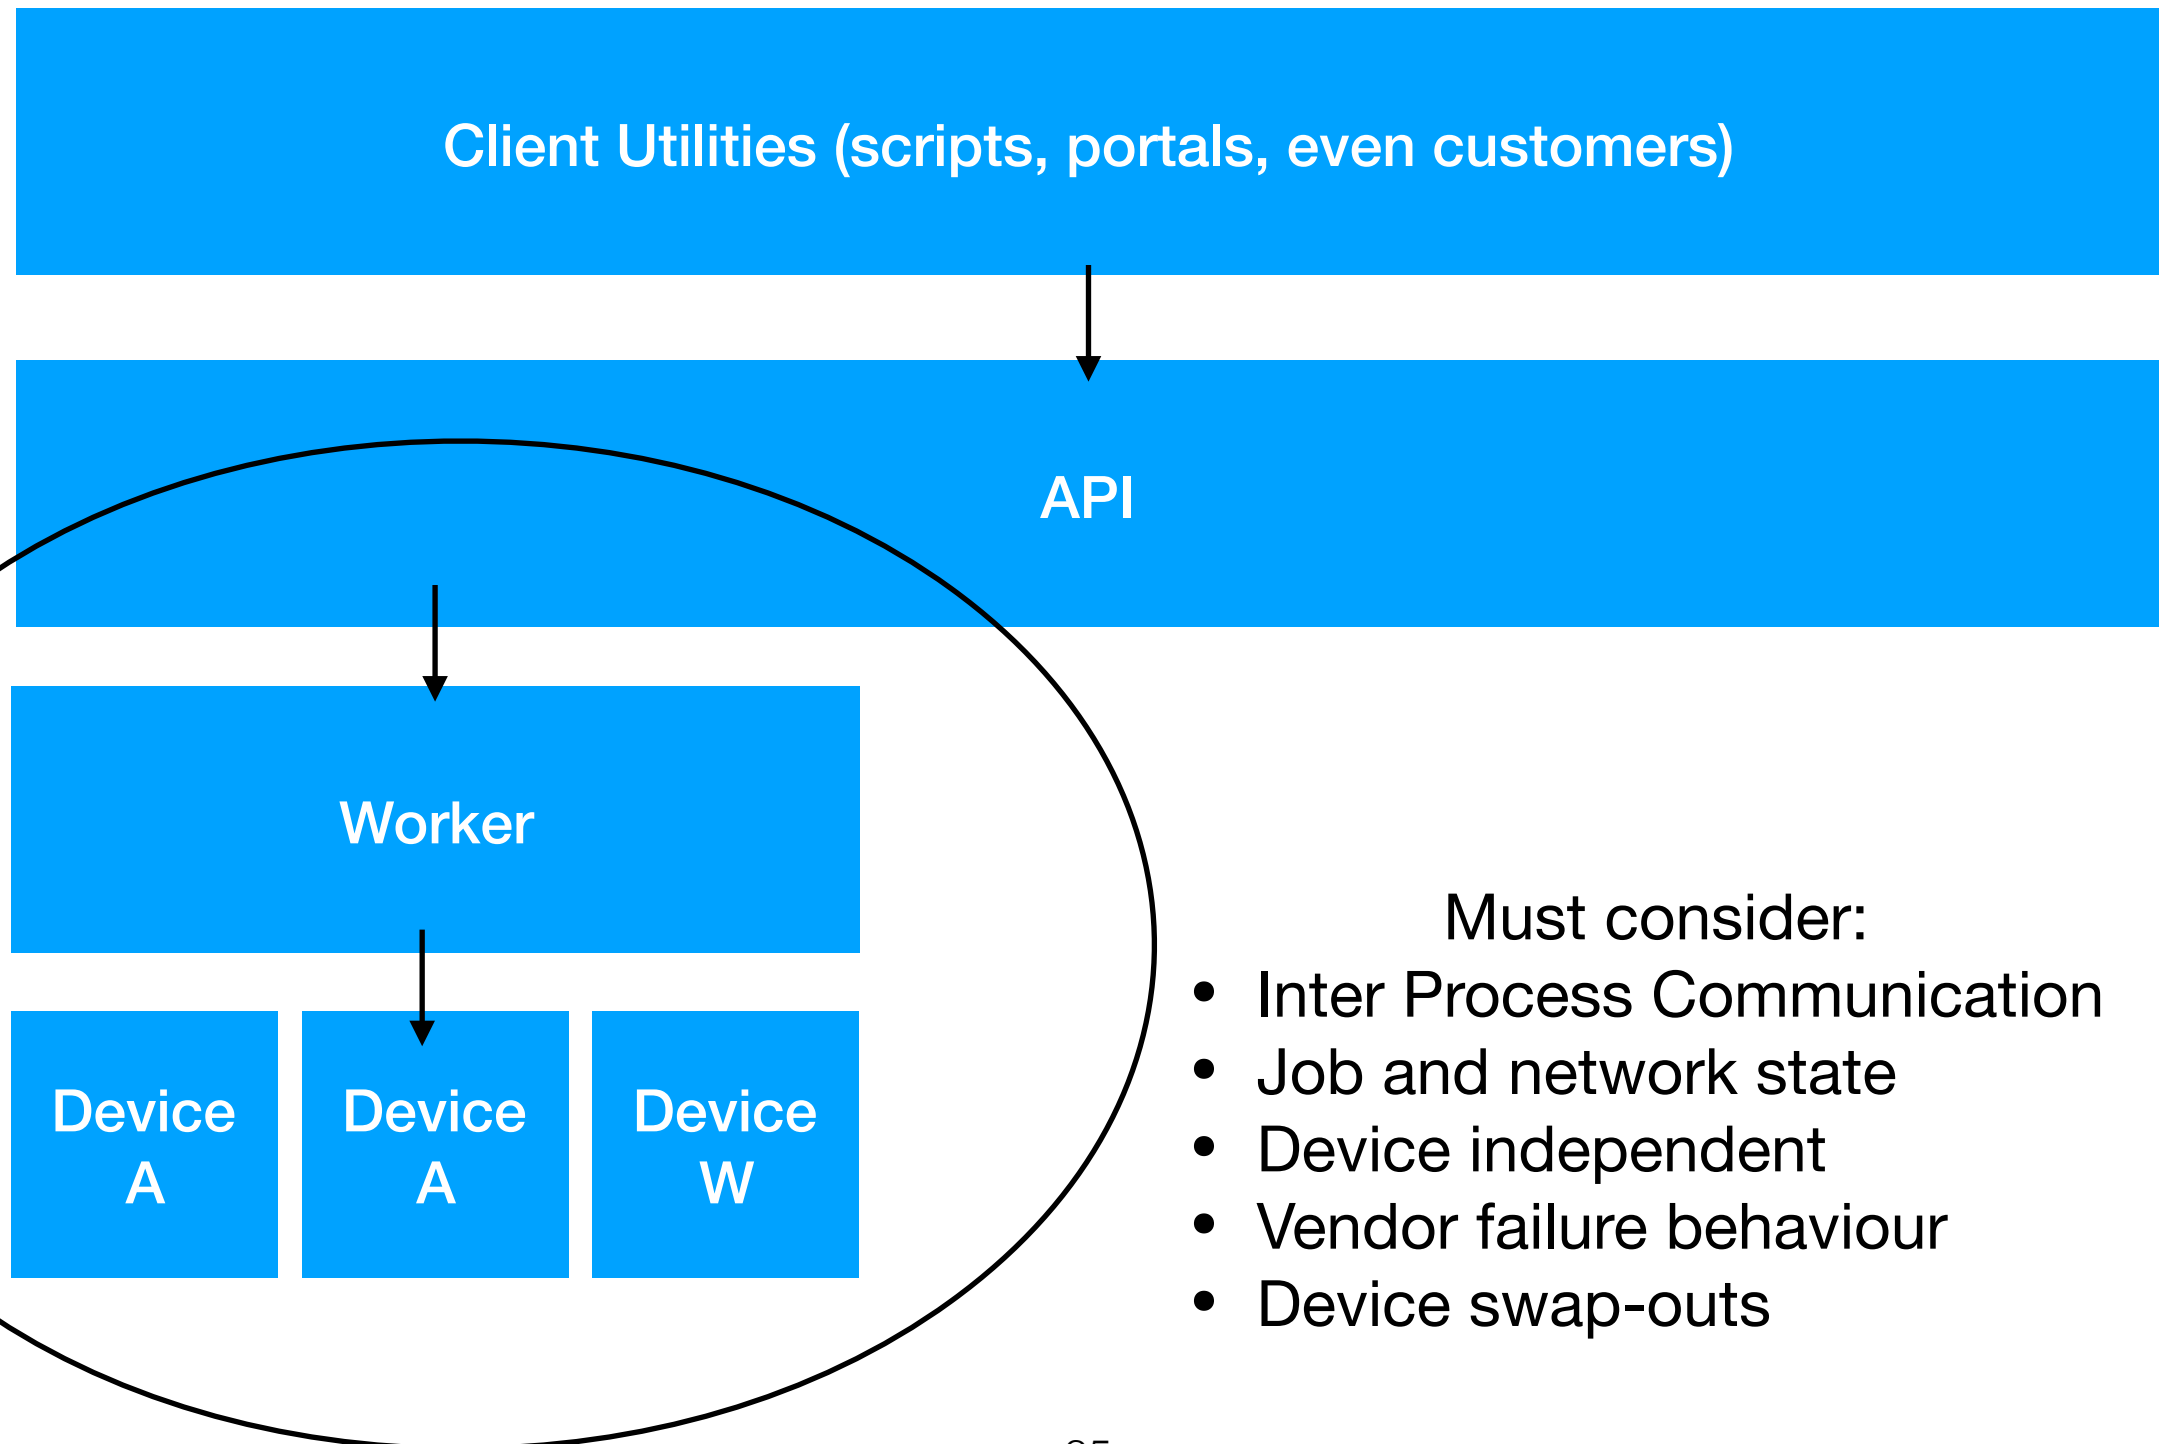 Client Utilities (scripts, portals, even customers)
API
Worker
Device
A
Device
A
Device
W
Must consider:
• Inter Process Communication
• Job and network state
• Device independent
• Vendor failure behaviour
• Device swap-outs